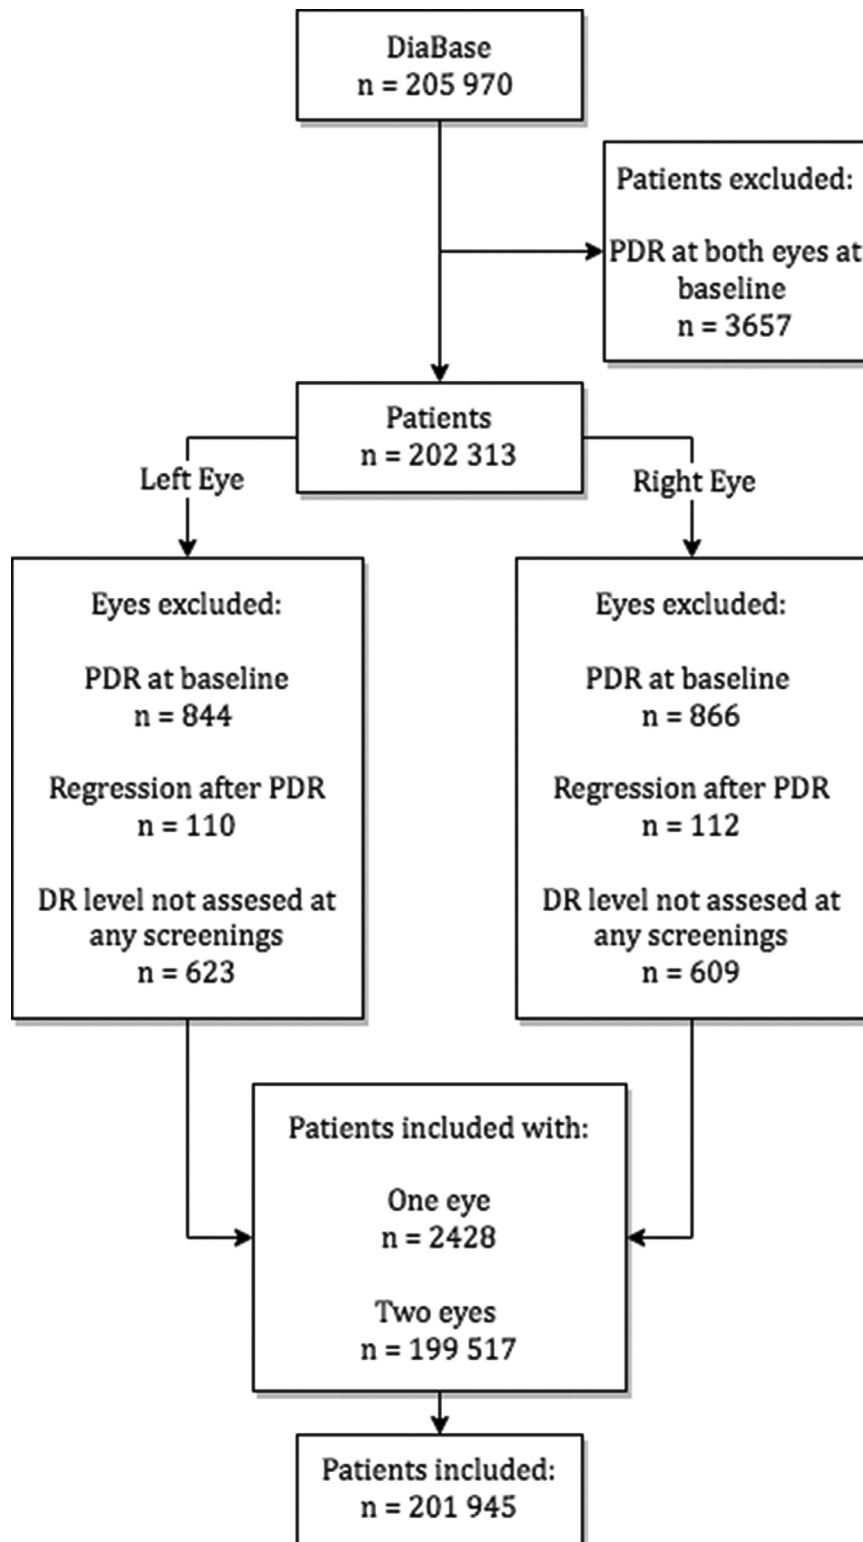 DiaBase
n = 205 970
Patients excluded:
PDR at both eyes at
baseline
n = 3657
Patients
n = 202 313
Left Eye
Right Eye
Eyes excluded:
PDR at baseline
n = 844
Regression after PDR
n = 110
DR level not assesed at
any screenings
n = 623
Eyes excluded:
PDR at baseline
n = 866
Regression after PDR
n = 112
DR level not assesed at
any screenings
n = 609
Patients included with:
One eye
n = 2428
Two eyes
n = 199 517
Patients included:
n = 201 945